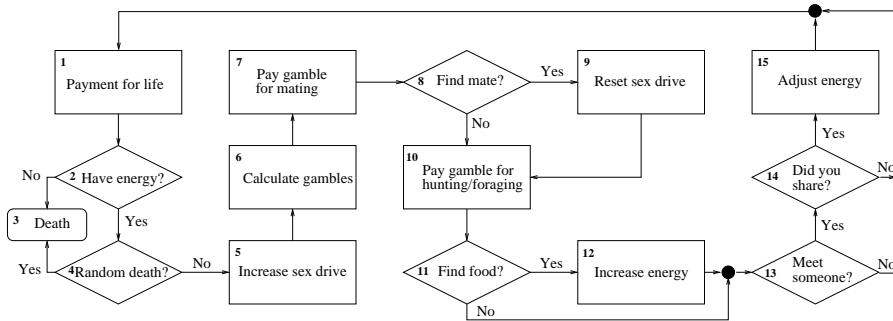 1
Payment for life
2
Have energy?
No
Yes
3
Death
4
Random death?
Yes
No
5
Increase sex drive
6
Calculate gambles
7
Pay gamble
for mating
8
Find mate?
Yes
No
9
Reset sex drive
10
Pay gamble for
hunting/foraging
11
Find food?
Yes
No
12
Increase energy
13
Meet
someone?
Yes
No
14
Did you
share?
Yes
No
15
Adjust energy